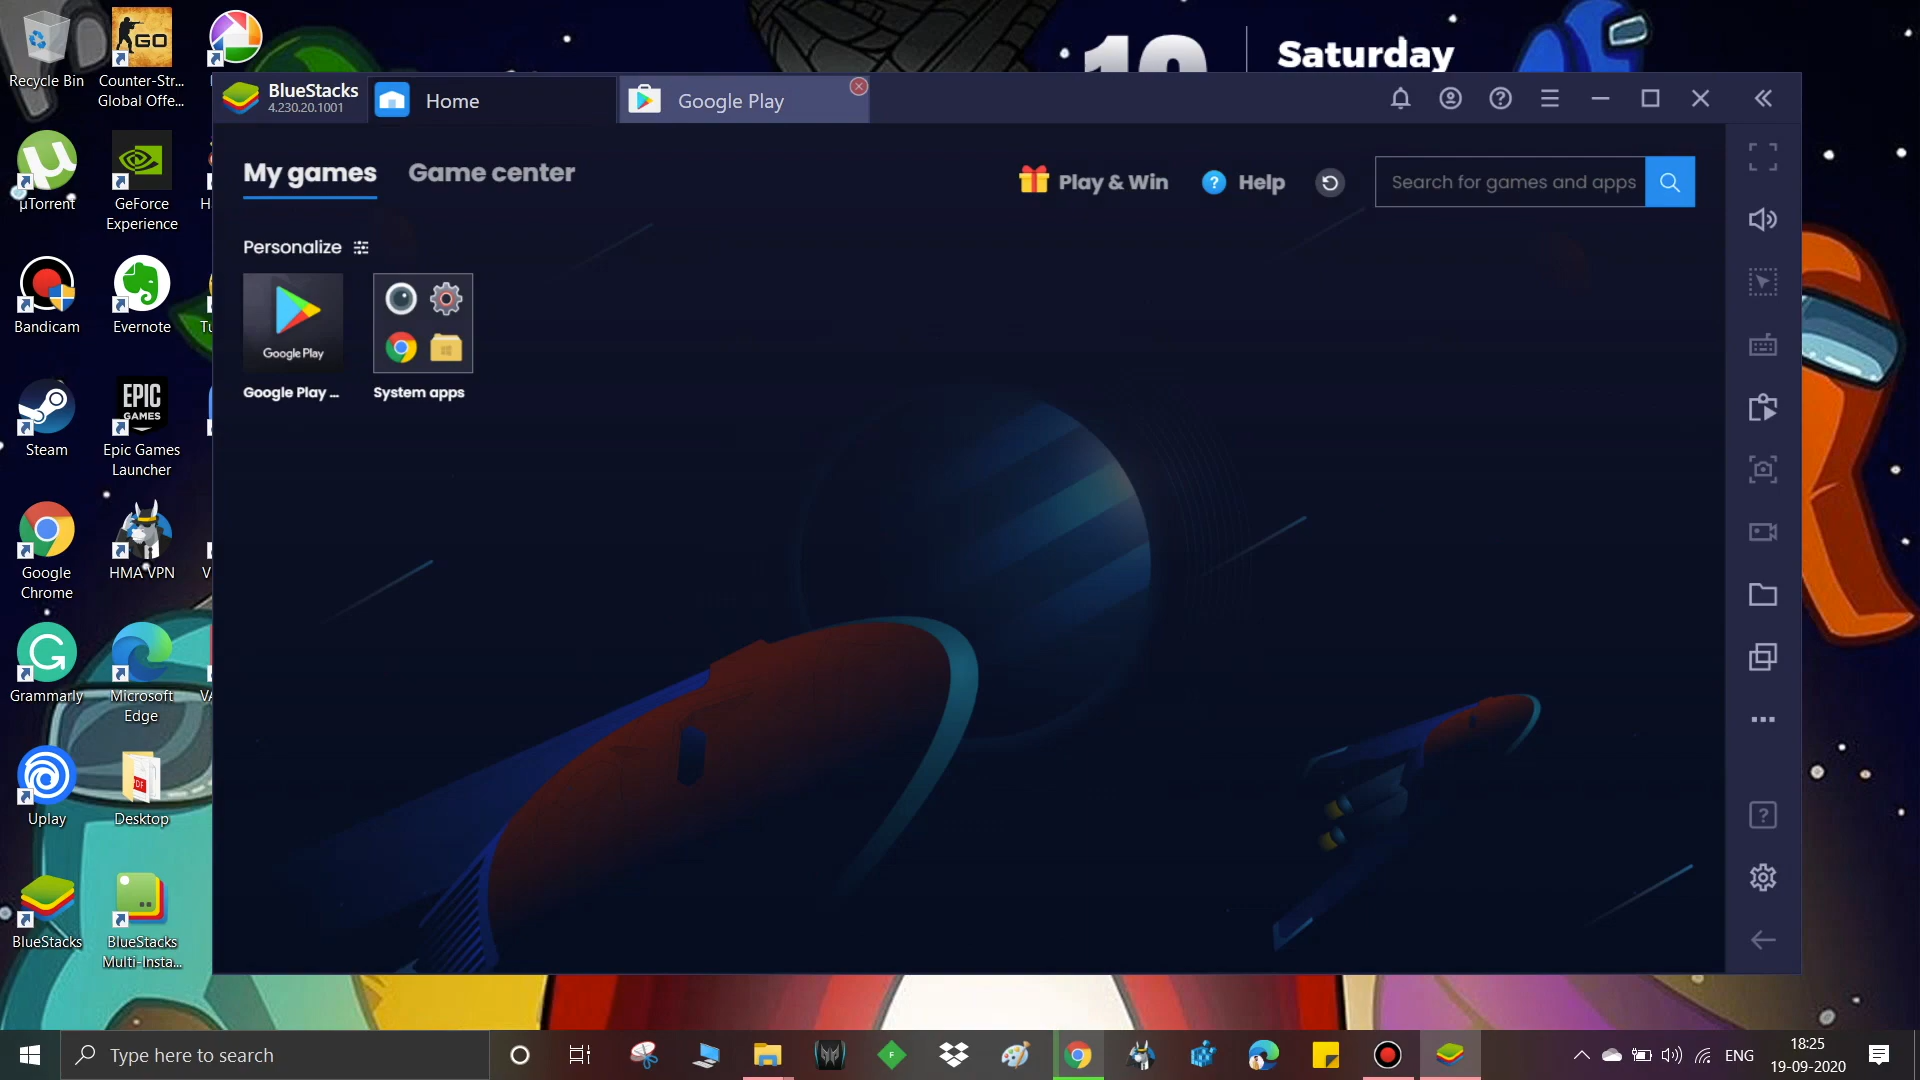 Saturday
Recycle Bin
Counter-Str...
Global Offe...
BlueStacks
4.230.20.1001
Home
Google Play
My games
Game center
Play & Win
Help
Search for games and apps
µTorrent
GeForce
Experience
Personalize
Google Play
Google Play ...
System apps
Bandicam
Evernote
Steam
EPIC
GAMES
Epic Games
Launcher
Google
Chrome
HMA VPN
Grammarly
Microsoft
Edge
Uplay
PDF
Desktop
BlueStacks
BlueStacks
Multi-Insta...
Type here to search
ENG
18:25
19-09-2020